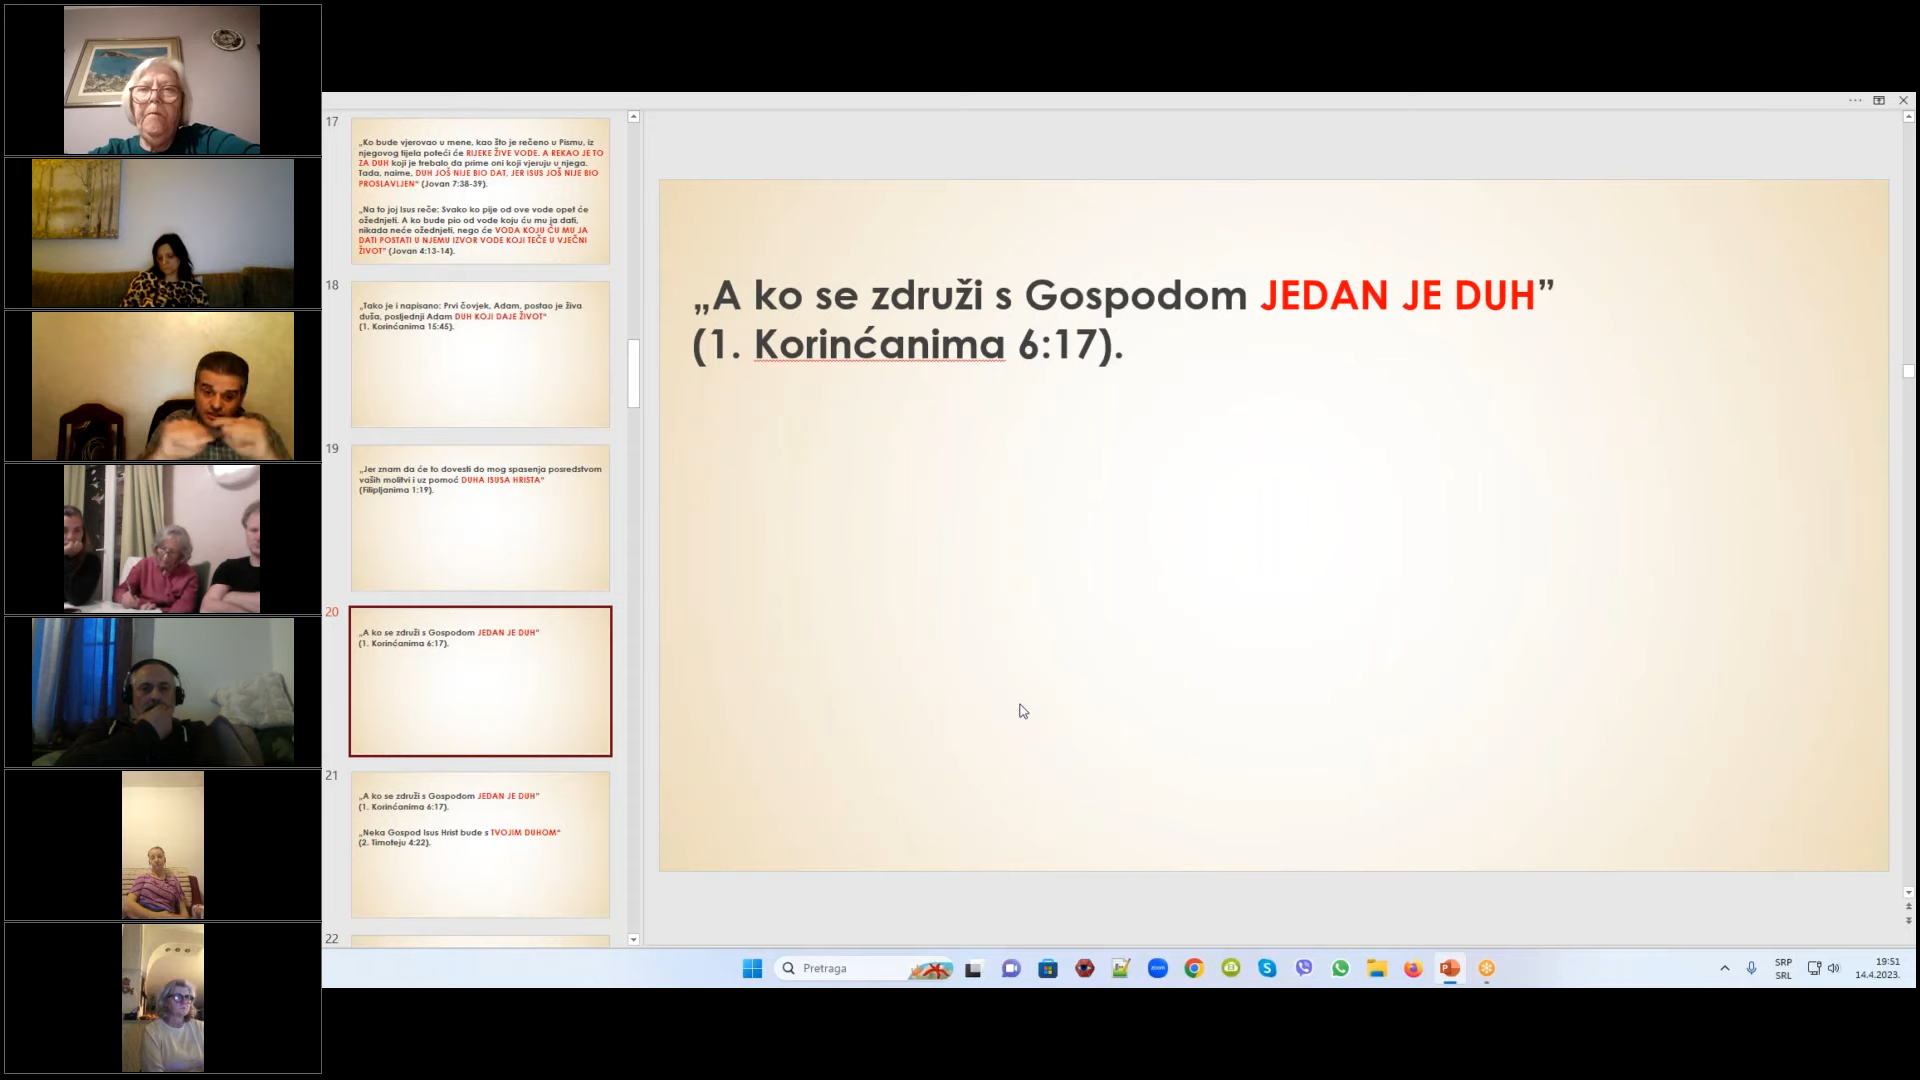 17
„Ko bude vjerovao u mene, kao što je rečeno u Pismu, iz
njegovog tijela poteći će RIJEKE ŽIVE VODE. A REKAO JE TO
ZA DUH koji je trebalo da prime oni koji vjeruju u njega.
Tada, naime, DUH JOŠ NIJE BIO DAT, JER ISUS JOŠ NIJE BIO
PROSLAVLJEN“ (Jovan 7:38-39).
„Na to joj Isus reče: Svako ko pije od ove vode opet će
ožednjeti. A ko bude pio od vode koju ću mu ja dati,
nikada neće ožednjeti, nego će VODA KOJU ĆU MU JA
DATI POSTATI U NJEMU IZVOR VODE KOJI TEČE U VJEČNI
ŽIVOT” (Jovan 4:13-14).
18
„Tako je i napisano: Prvi čovjek, Adam, postao je živa
duša, posljednji Adam DUH KOJI DAJE ŽIVOT“
(1. Korinćanima 15:45).
19
„Jer znam da će to dovesti do mog spasenja posredstvom
vaših molitvi i uz pomoć DUHA ISUSA HRISTA“
(Filipljanima 1:19).
20
„A ko se združi s Gospodom JEDAN JE DUH”
(1. Korinćanima 6:17).
21
„A ko se združi s Gospodom JEDAN JE DUH”
(1. Korinćanima 6:17).
„Neka Gospod Isus Hrist bude s TVOJIM DUHOM“
(2. Timoteju 4:22).
22
„A ko se združi s Gospodom JEDAN JE DUH”
(1. Korinćanima 6:17).
Pretraga
zoom
SRP
SRL
19:51
14.4.2023.